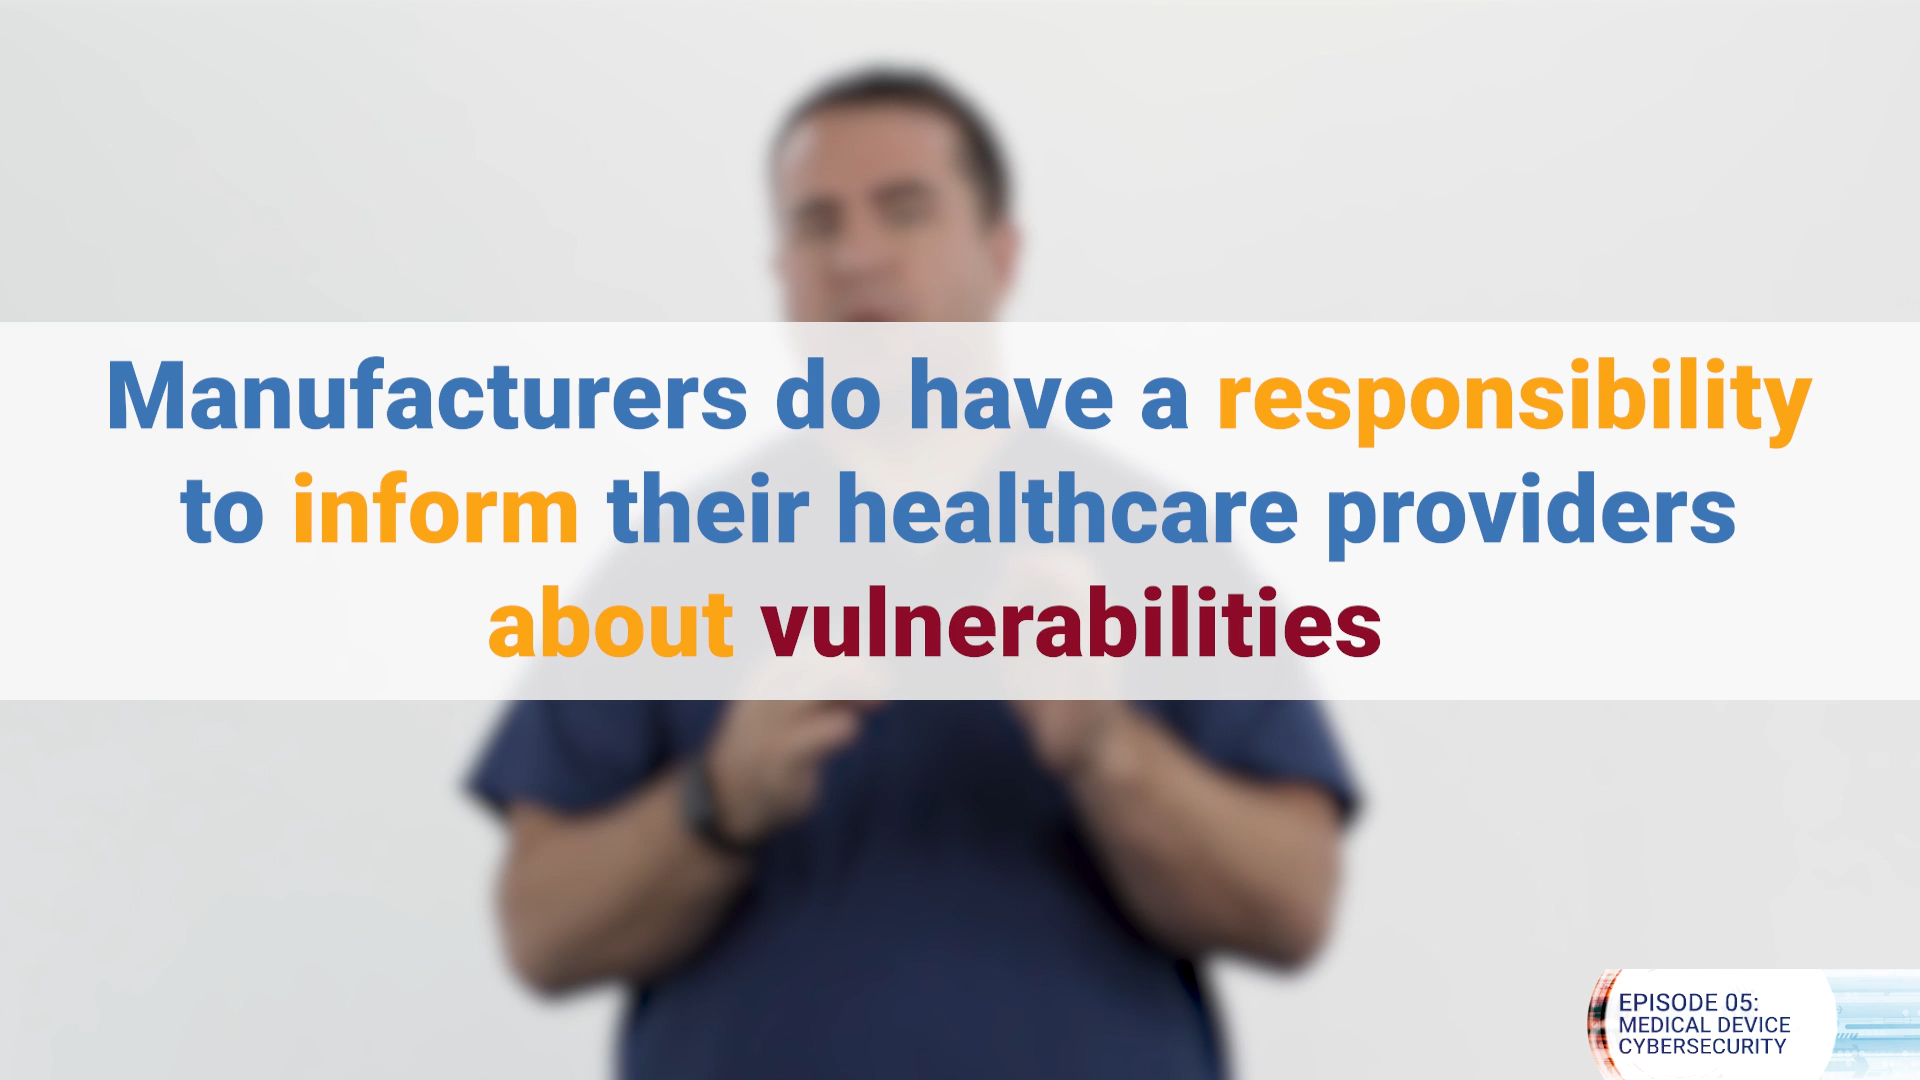 Manufacturers do have a responsibility
to inform their healthcare providers
about vulnerabilities
EPISODE 05:
MEDICAL DEVICE
CYBERSECURITY